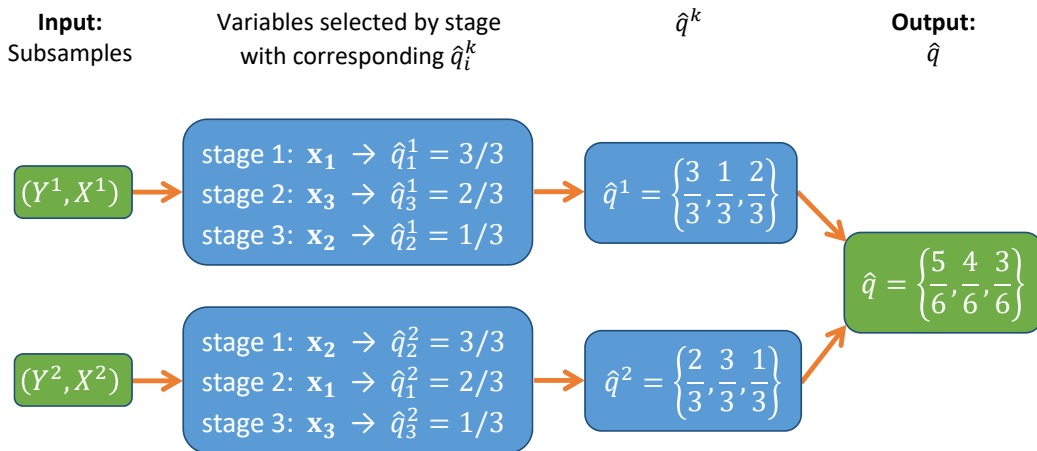 Input:
Subsamples
Variables selected by stage
with corresponding q̂ᵢᵏ
q̂ᵏ
Output:
q̂
(Y¹, X¹)
stage 1: x₁ → q̂₁¹ = 3/3
stage 2: x₃ → q̂₃¹ = 2/3
stage 3: x₂ → q̂₂¹ = 1/3
q̂¹ = {3/3, 1/3, 2/3}
q̂ = {5/6, 4/6, 3/6}
(Y², X²)
stage 1: x₂ → q̂₂² = 3/3
stage 2: x₁ → q̂₁² = 2/3
stage 3: x₃ → q̂₃² = 1/3
q̂² = {2/3, 3/3, 1/3}